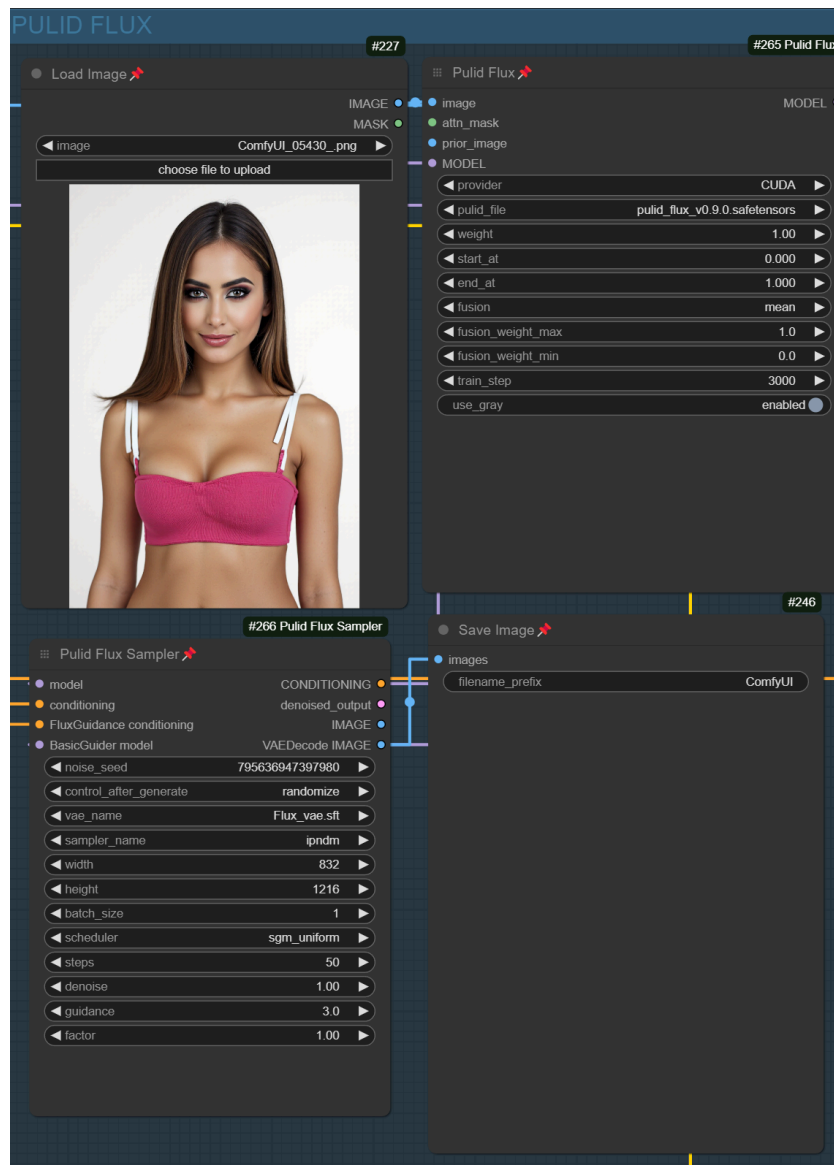 PULID FLUX
#227
Load Image
IMAGE
MASK
image ComfyUI_05430_.png
choose file to upload
#265 Pulid Flux
Pulid Flux
image MODEL
attn_mask
prior_image
MODEL
provider CUDA
pulid_file pulid_flux_v0.9.0.safetensors
weight 1.00
start_at 0.000
end_at 1.000
fusion mean
fusion_weight_max 1.0
fusion_weight_min 0.0
train_step 3000
use_gray enabled
#266 Pulid Flux Sampler
Pulid Flux Sampler
model CONDITIONING
conditioning denoised_output
FluxGuidance conditioning IMAGE
BasicGuider model VAEDecode IMAGE
noise_seed 795636947397980
control_after_generate randomize
vae_name Flux_vae.sft
sampler_name ipndm
width 832
height 1216
batch_size 1
scheduler sgm_uniform
steps 50
denoise 1.00
guidance 3.0
factor 1.00
#246
Save Image
images
filename_prefix ComfyUI